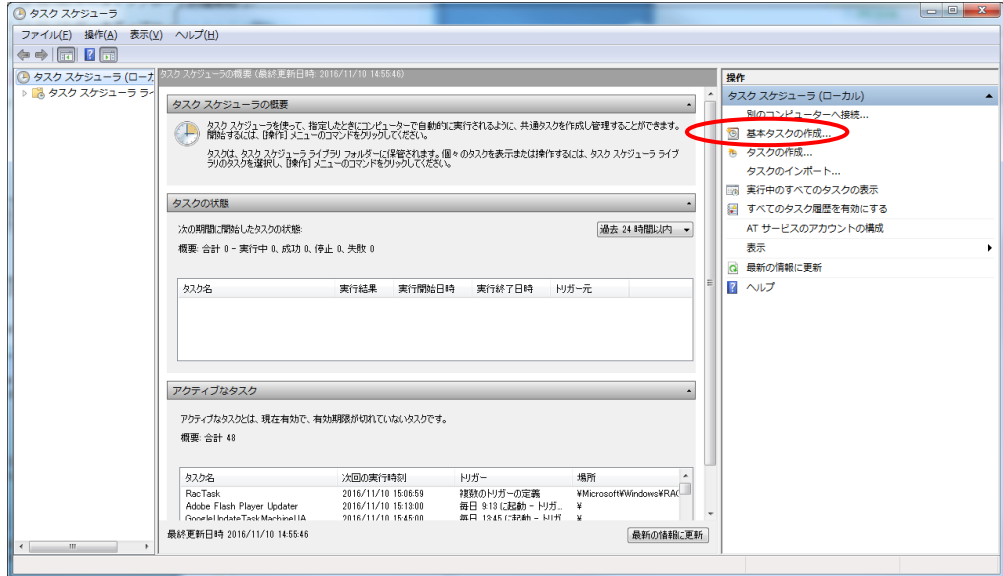 タスク スケジューラ
ファイル(F) 操作(A) 表示(V) ヘルプ(H)
タスク スケジューラ (ローカ
タスク スケジューラ ラ
タスク スケジューラの概要 (最終更新日時: 2016/11/10 14:55:46)
タスク スケジューラの概要
タスク スケジューラを使って、指定したときにコンピューターで自動的に実行されるように、共通タスクを作成し管理することができます。
開始するには、[操作] メニューのコマンドをクリックしてください。
タスクは、タスク スケジューラ ライブラリ フォルダーに保管されます。個々のタスクを表示または操作するには、タスク スケジューラ ライブ
ラリのタスクを選択し、[操作] メニューのコマンドをクリックしてください。
タスクの状態
次の期間に開始したタスクの状態:
過去 24 時間以内
概要: 合計 0 - 実行中 0、成功 0、停止 0、失敗 0
タスク名 実行結果 実行開始日時 実行終了日時 トリガー元
アクティブなタスク
アクティブなタスクとは、現在有効で、有効期限が切れていないタスクです。
概要: 合計 48
タスク名 次回の実行時刻 トリガー 場所
RacTask 2016/11/10 15:06:59 複数のトリガーの定義 ¥Microsoft¥Windows¥RAC
Adobe Flash Player Updater 2016/11/10 15:13:00 毎日 9:13 に起動 - トリガ... ¥
GoogleUpdateTaskMachineUA 2016/11/10 15:45:00 毎日 13:45 に起動 - トリガ ¥
最終更新日時 2016/11/10 14:55:46
最新の情報に更新
操作
タスク スケジューラ (ローカル)
別のコンピューターへ接続...
基本タスクの作成...
タスクの作成...
タスクのインポート...
実行中のすべてのタスクの表示
すべてのタスク履歴を有効にする
AT サービスのアカウントの構成
表示
最新の情報に更新
ヘルプ